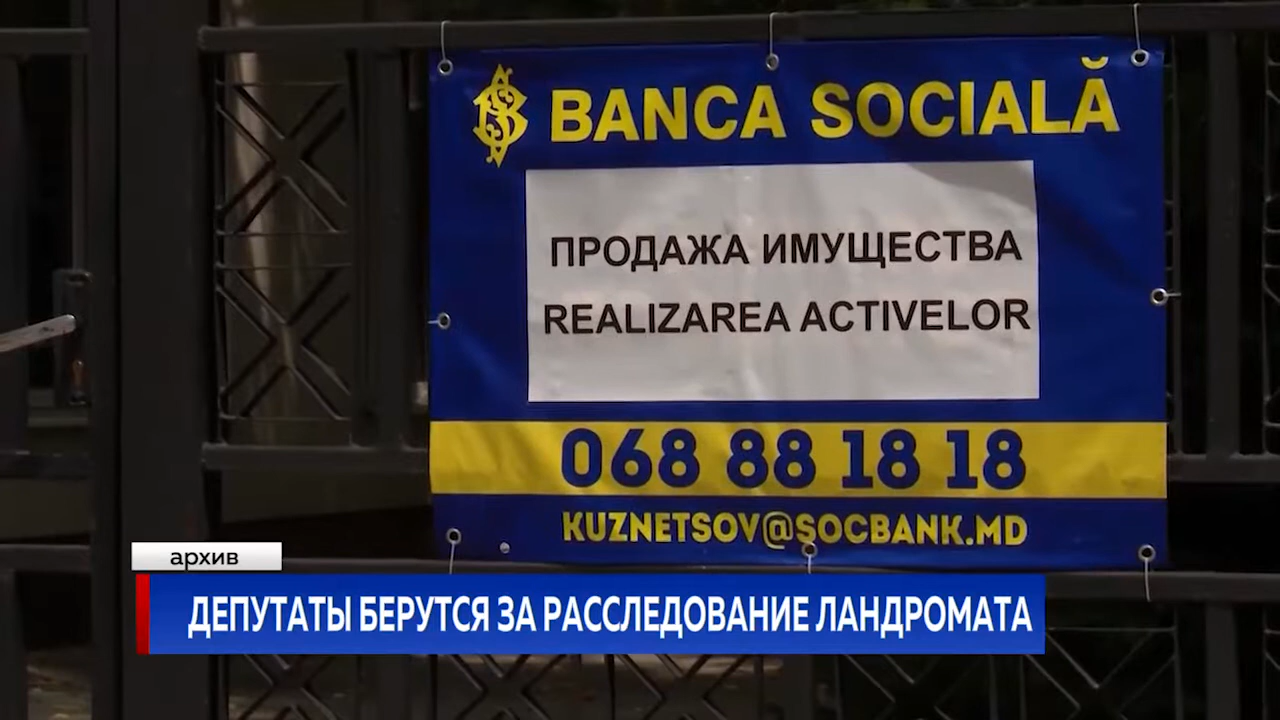 BANCA SOCIALĂ
ПРОДАЖА ИМУЩЕСТВА
REALIZAREA ACTIVELOR
068 88 18 18
KUZNETSOV@SOCBANK.MD
архив
ДЕПУТАТЫ БЕРУТСЯ ЗА РАССЛЕДОВАНИЕ ЛАНДРОМАТА